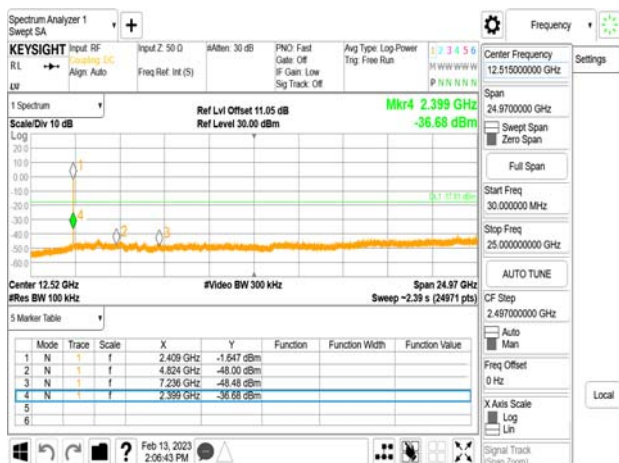 Spectrum Analyzer 1
Swept SA
Frequency
KEYSIGHT
Input: RF
Input Z: 50 Ω
#Atten: 30 dB
PNO: Fast
Avg Type: Log-Power
1 2 3 4 5 6
RL
Coupling: DC
Gate: Off
Trig: Free Run
Align: Auto
Freq Ref: Int (S)
IF Gain: Low
M W W W W W
Sig Track: Off
P N N N N N
Center Frequency
12.515000000 GHz
Settings
1 Spectrum
Ref Lvl Offset 11.05 dB
Mkr4 2.399 GHz
Scale/Div 10 dB
Ref Level 30.00 dBm
-36.68 dBm
Log
20.0
10.0
0.00
-10.0
-20.0
-30.0
-40.0
-50.0
-60.0
1
4
2
3
Center 12.52 GHz
#Video BW 300 kHz
Span 24.97 GHz
#Res BW 100 kHz
Sweep ~2.39 s (24971 pts)
Span
24.9700000 GHz
Swept Span
Zero Span
Full Span
Start Freq
30.000000 MHz
Stop Freq
25.000000000 GHz
AUTO TUNE
CF Step
2.497000000 GHz
Auto
Man
Freq Offset
0 Hz
X Axis Scale
Log
Lin
Signal Track
(Span Zoom)
Local
5 Marker Table
Mode Trace Scale X Y Function Function Width Function Value
1 N 1 f 2.409 GHz -1.647 dBm
2 N 1 f 4.824 GHz -48.00 dBm
3 N 1 f 7.236 GHz -48.48 dBm
4 N 1 f 2.399 GHz -36.68 dBm
5
6
Feb 13, 2023
2:06:43 PM